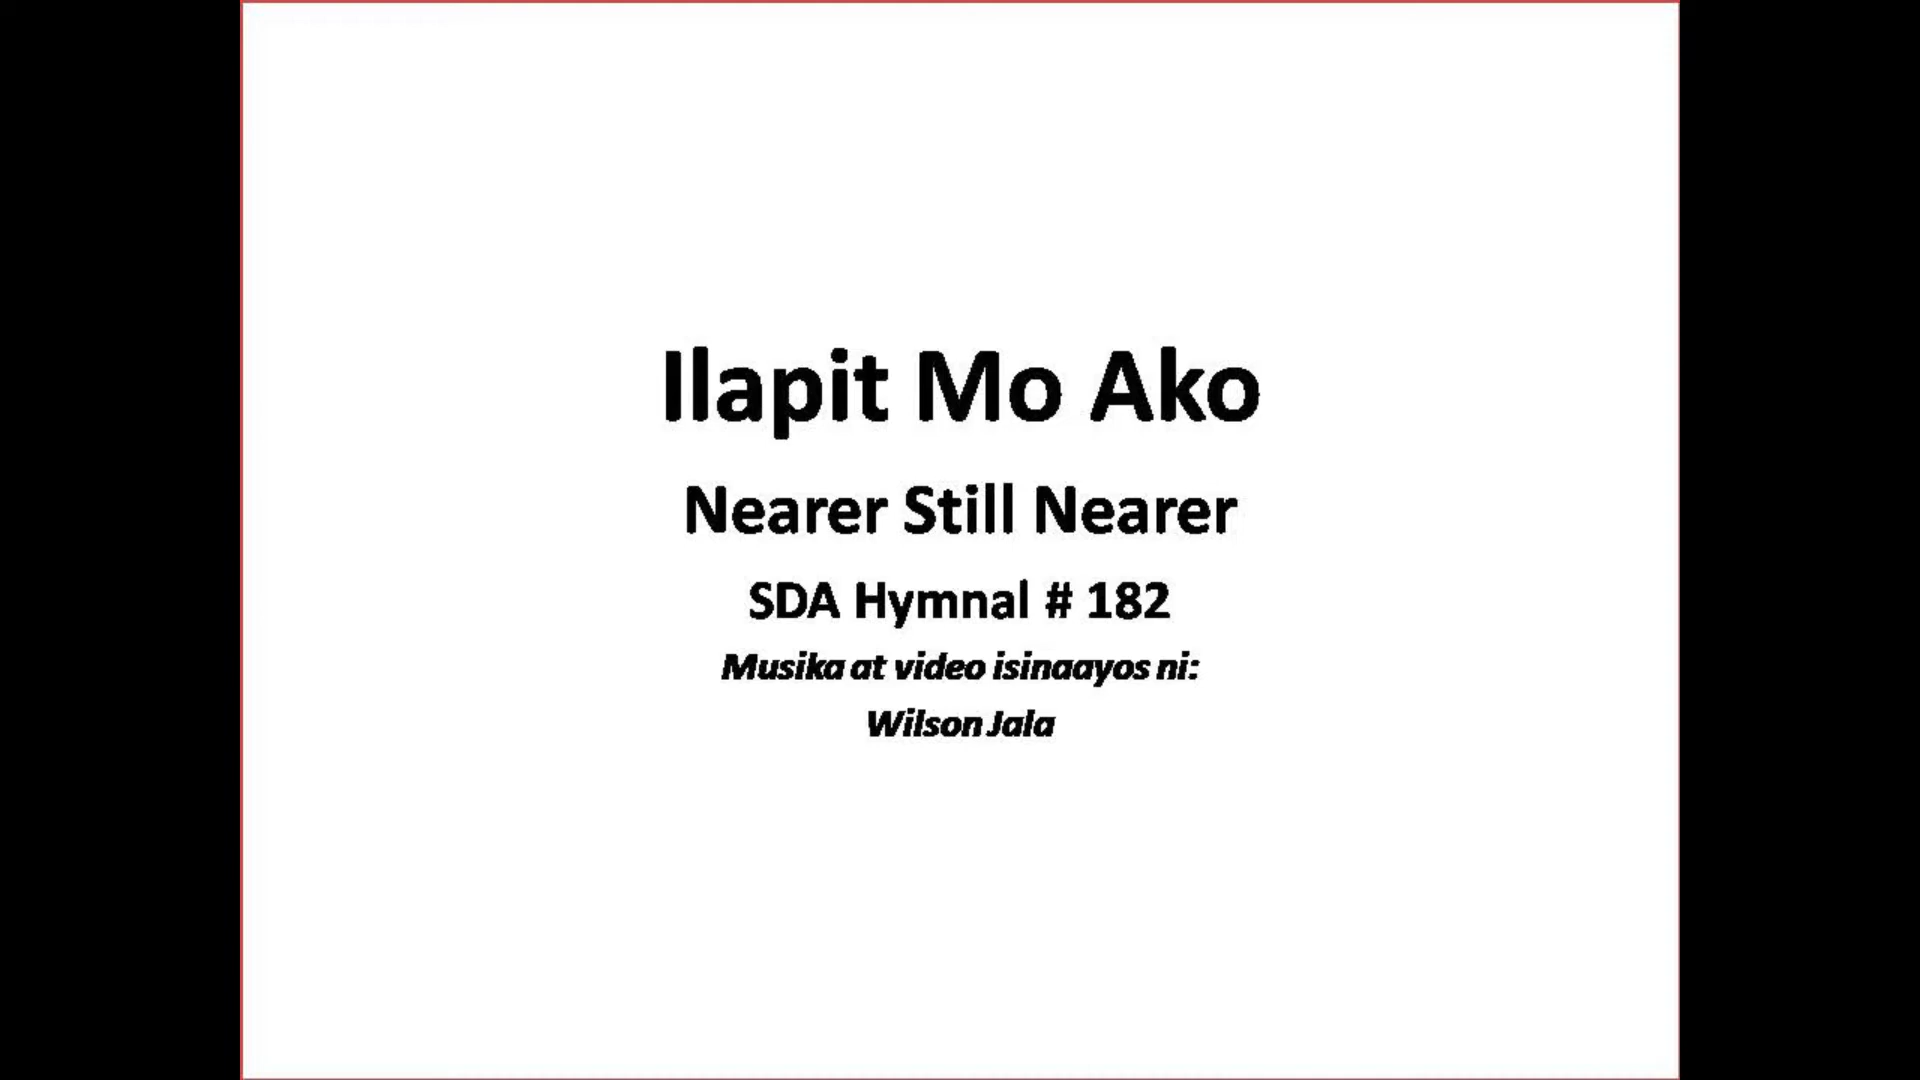 Ilapit Mo Ako
Nearer Still Nearer
SDA Hymnal # 182
Musika at video isinaayos ni:
Wilson Jala